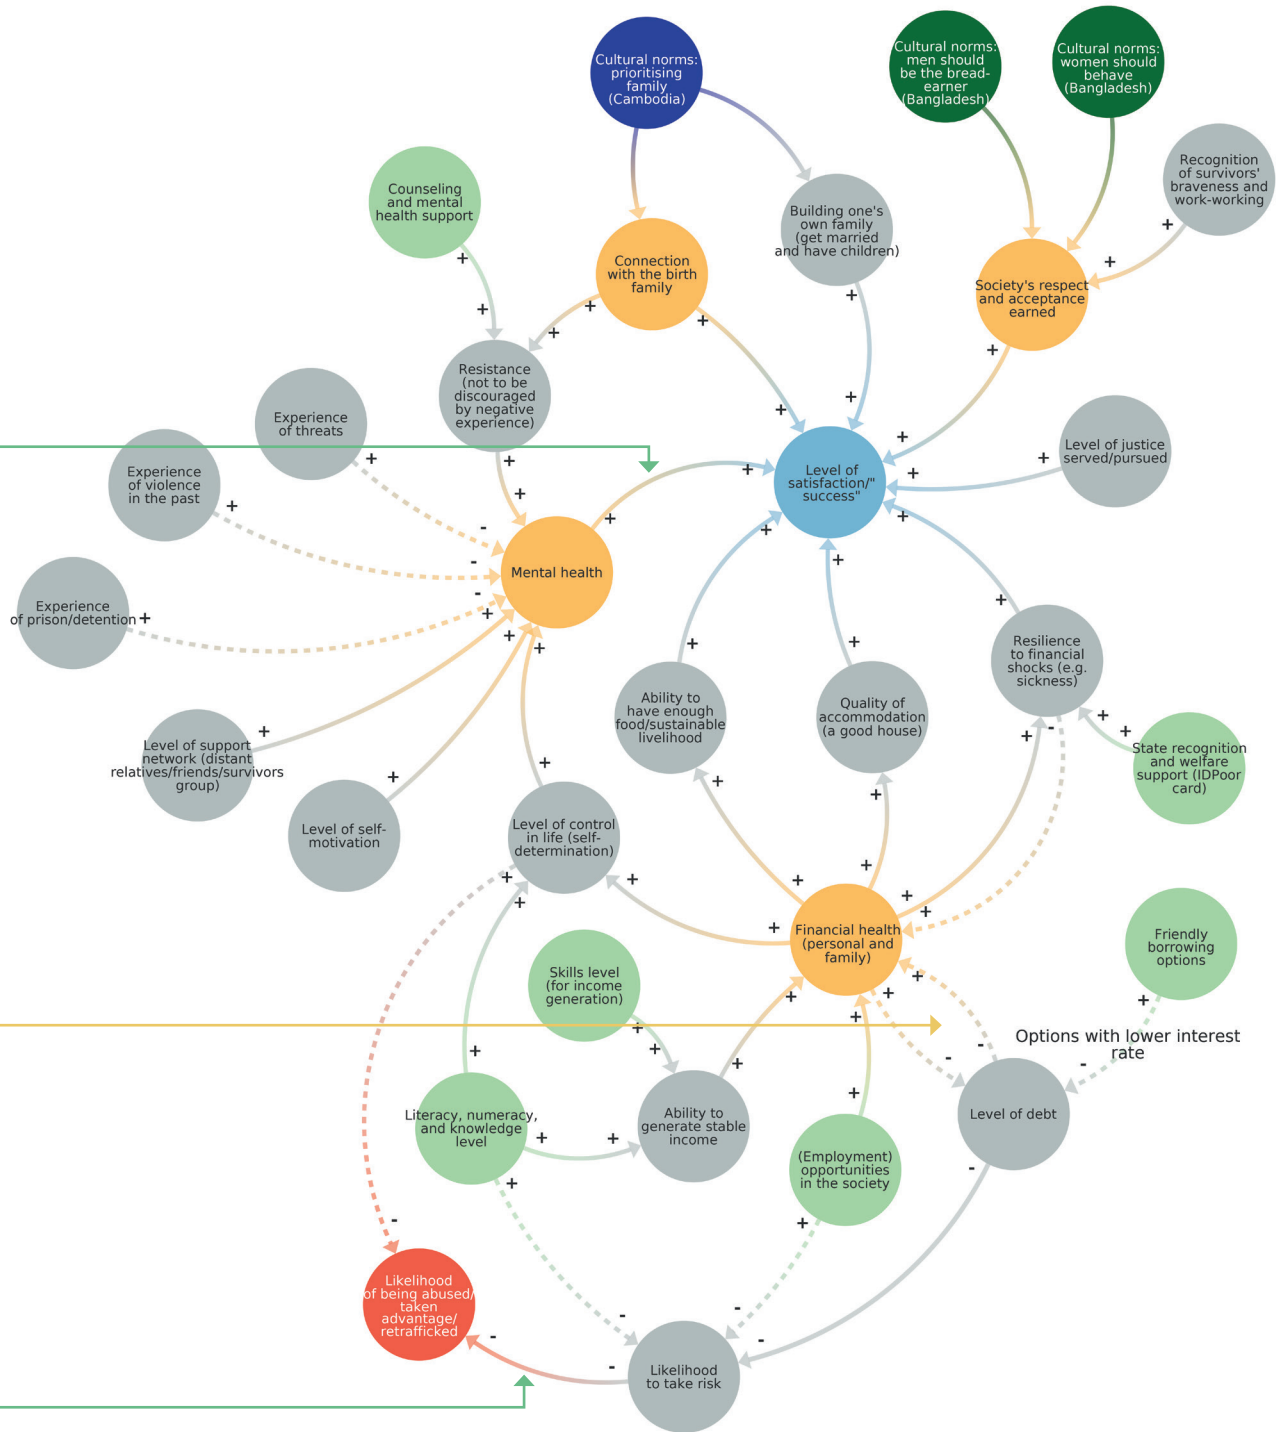 Cultural norms:
prioritising
family
(Cambodia)
Cultural norms:
men should
be the bread-
earner
(Bangladesh)
Cultural norms:
women should
behave
(Bangladesh)
Recognition
of survivors'
braveness and
work-working
Counseling
and mental
health support
Building one's
own family
(get married
and have children)
Connection
with the birth
family
Society's respect
and acceptance
earned
Resistance
(not to be
discouraged
by negative
experience)
Experience
of threats
Experience
of violence
in the past
Level of
satisfaction/"
success"
Level of justice
served/pursued
Mental health
Experience
of prison/detention
Resilience
to financial
shocks (e.g.
sickness)
Ability to
have enough
food/sustainable
livelihood
Quality of
accommodation
(a good house)
Level of support
network (distant
relatives/friends/survivors
group)
State recognition
and welfare
support (IDPoor
card)
Level of self-
motivation
Level of control
in life (self-
determination)
Financial health
(personal and
family)
Friendly
borrowing
options
Skills level
(for income
generation)
Options with lower interest
rate
Literacy, numeracy,
and knowledge
level
Ability to
generate stable
income
Level of debt
(Employment)
opportunities
in the society
Likelihood
of being abused/
taken
advantage/
retrafficked
Likelihood
to take risk